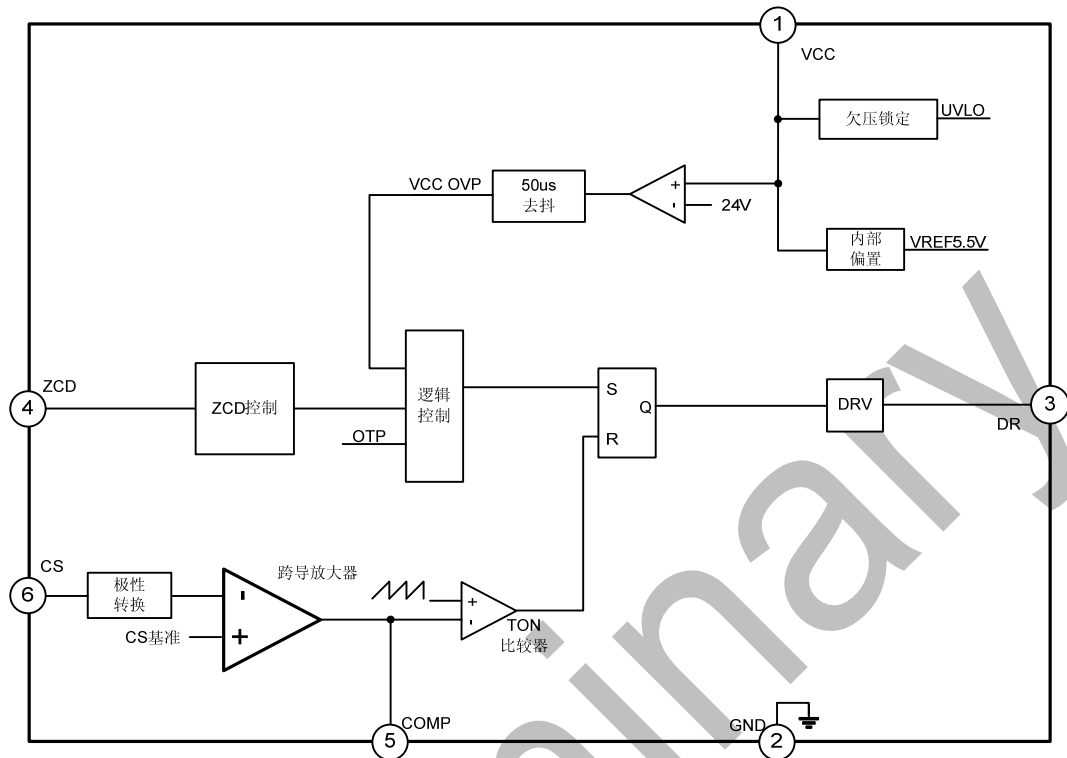 1
VCC
欠压锁定
UVLO
VCC OVP
50us
去抖
+
-
24V
内部
偏置
VREF5.5V
ZCD
4
ZCD控制
逻辑
控制
OTP
S
Q
R
DRV
3
DR
CS
6
极性
转换
跨导放大器
-
+
CS基准
+
-
TON
比较器
COMP
5
GND
2
inary